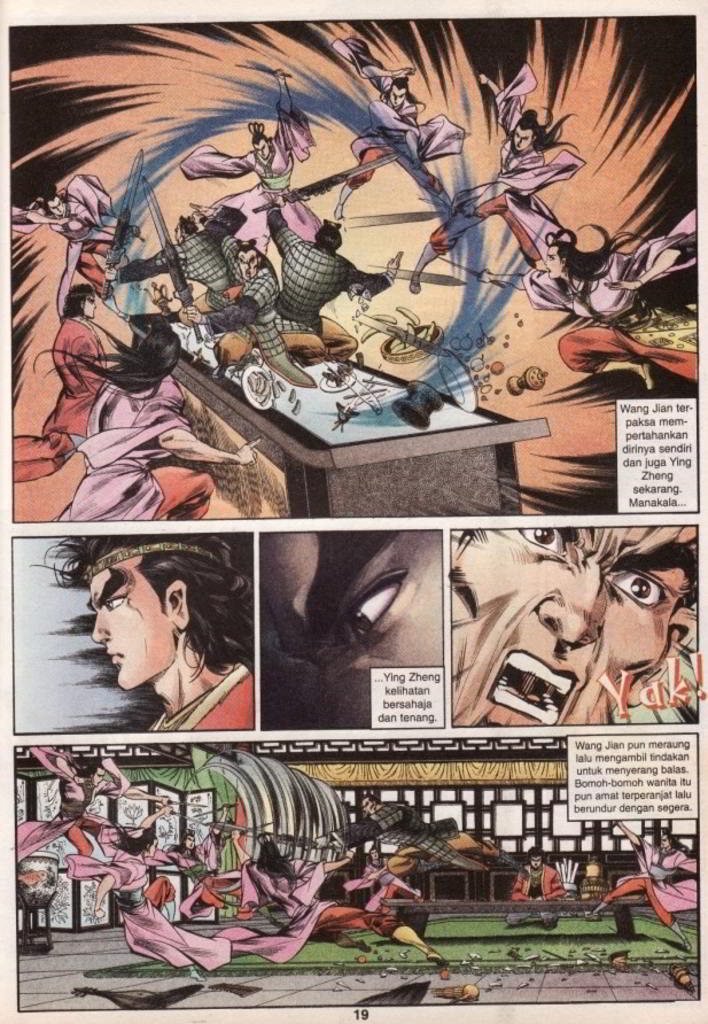 Wang Jian ter-
paksa mem-
pertahankan
dirinya sendiri
dan juga Ying
Zheng
sekarang.
Manakala...
...Ying Zheng
kelihatan
bersahaja
dan tenang.
Yak!
Wang Jian pun meraung
lalu mengambil tindakan
untuk menyerang balas.
Bomoh-bomoh wanita itu
pun amat terperanjat lalu
berundur dengan segera.
19